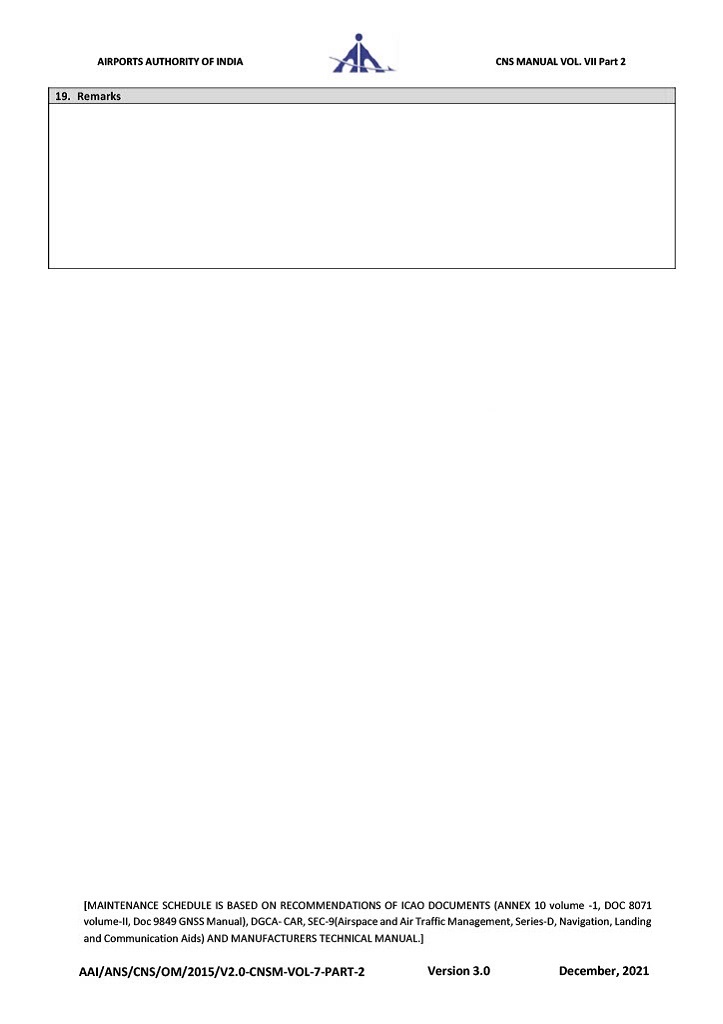 AIRPORTS AUTHORITY OF INDIA CNS MANUAL VOL. VII Part 2
19. Remarks
[MAINTENANCE SCHEDULE IS BASED ON RECOMMENDATIONS OF ICAO DOCUMENTS (ANNEX 10 volume -1, DOC 8071
volume-II, Doc 9849 GNSS Manual), DGCA- CAR, SEC-9(Airspace and Air Traffic Management, Series-D, Navigation, Landing
and Communication Aids) AND MANUFACTURERS TECHNICAL MANUAL.]
AAI/ANS/CNS/OM/2015/V2.0-CNSM-VOL-7-PART-2 Version 3.0 December, 2021